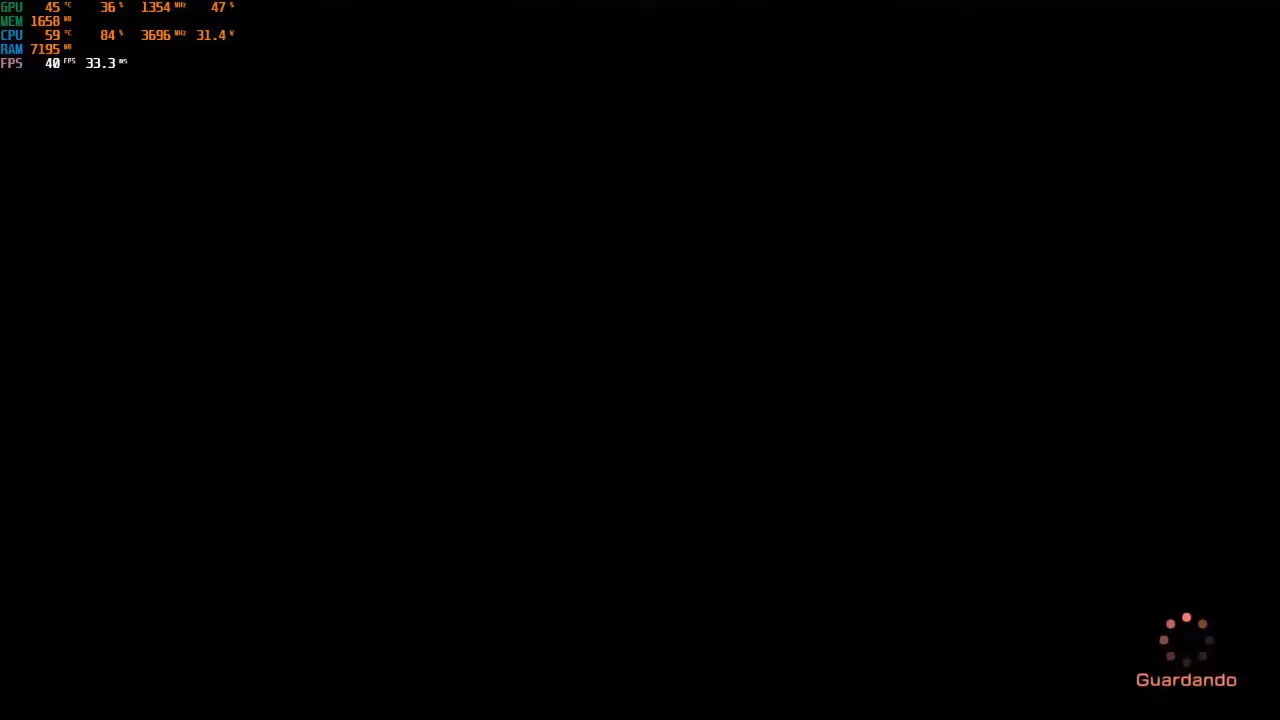 GPU 45 °C 36 % 1354 MHz 47 %
MEM 1658 MB
CPU 59 °C 84 % 3696 MHz 31.4 W
RAM 7195 MB
FPS 40 FPS 33.3 ms
Guardando